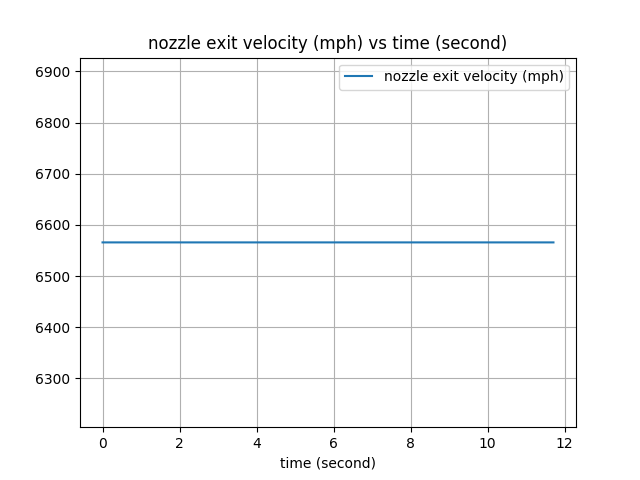 nozzle exit velocity (mph) vs time (second)
nozzle exit velocity (mph)
6900
6800
6700
6600
6500
6400
6300
0 2 4 6 8 10 12
time (second)